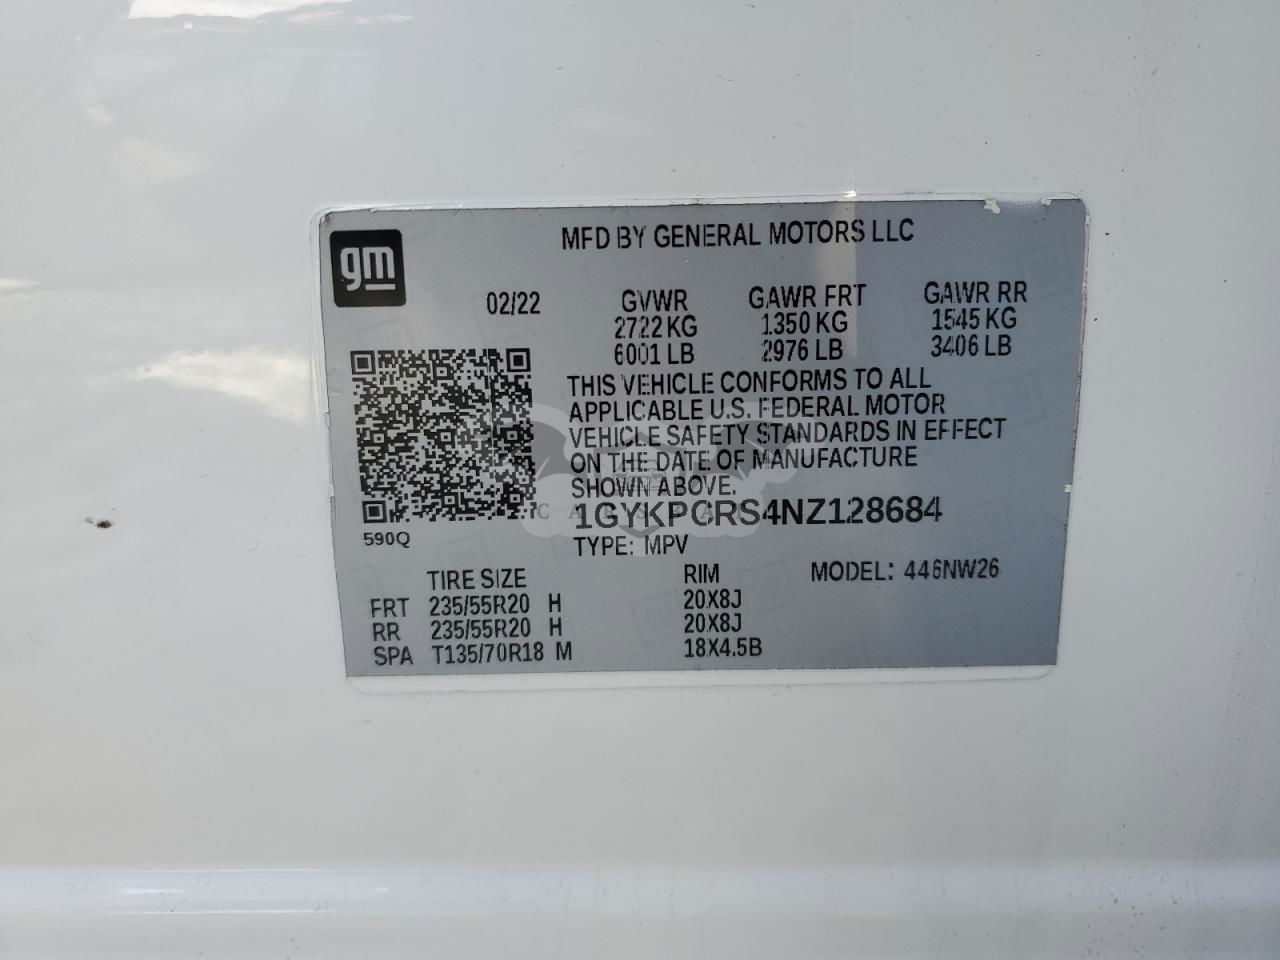 gm
MFD BY GENERAL MOTORS LLC
02/22 GVWR GAWR FRT GAWR RR
2722 KG 1350 KG 1545 KG
6001 LB 2976 LB 3406 LB
THIS VEHICLE CONFORMS TO ALL
APPLICABLE U.S. FEDERAL MOTOR
VEHICLE SAFETY STANDARDS IN EFFECT
ON THE DATE OF MANUFACTURE
SHOWN ABOVE.
1GYKPCRS4NZ128684
590Q
TYPE: MPV
TIRE SIZE RIM MODEL: 446NW26
FRT 235/55R20 H 20X8J
RR 235/55R20 H 20X8J
SPA T135/70R18 M 18X4.5B